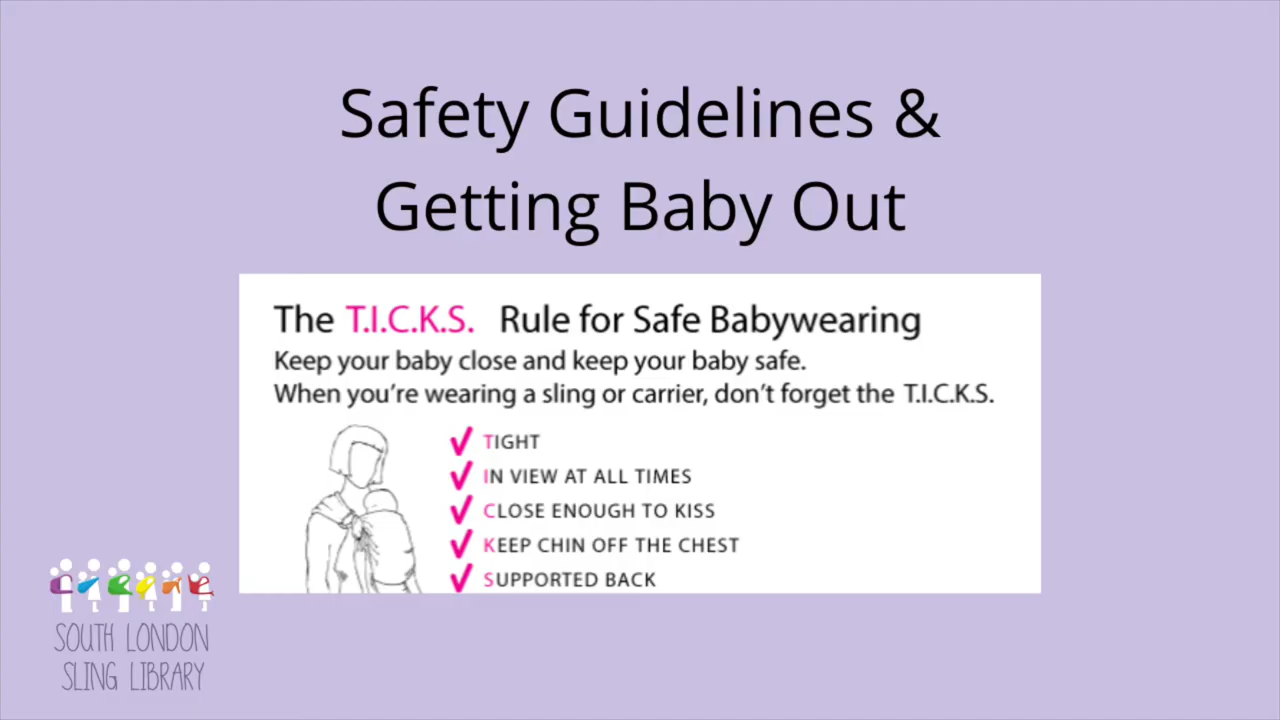 Safety Guidelines &
Getting Baby Out
The T.I.C.K.S. Rule for Safe Babywearing
Keep your baby close and keep your baby safe.
When you're wearing a sling or carrier, don't forget the T.I.C.K.S.
TIGHT
IN VIEW AT ALL TIMES
CLOSE ENOUGH TO KISS
KEEP CHIN OFF THE CHEST
SUPPORTED BACK
SOUTH LONDON
SLING LIBRARY